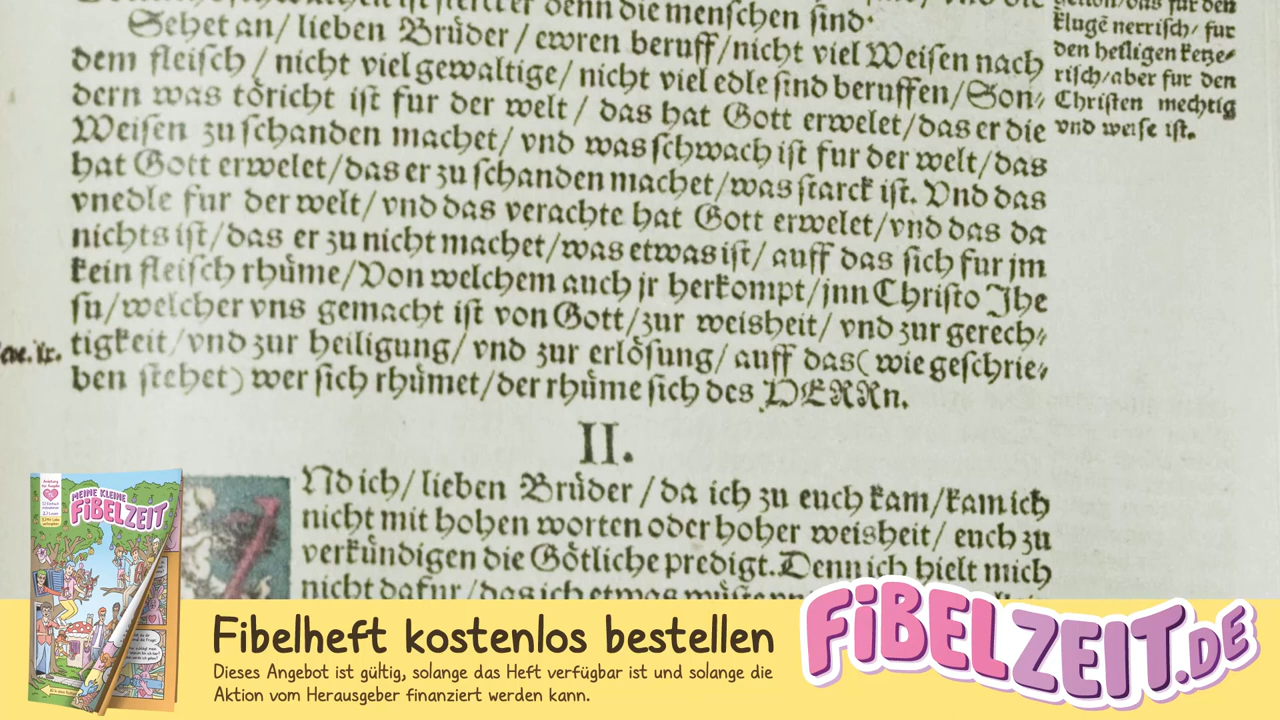 denn die menschen sind.
Sehet an/ lieben Brüder/ ewren beruff/nicht viel Weisen nach
dem fleisch/ nicht viel gewaltige/ nicht viel edle sind beruffen/Son⸗
dern was töricht ist fur der welt/ das hat Gott erwelet/das er die
Weisen zu schanden machet/ vnd was schwach ist fur der welt/das
hat Gott erwelet/das er zu schanden machet/was starck ist. Vnd das
vnedle fur der welt/ vnd das verachte hat Gott erwelet/vnd das da
nichts ist/das er zu nicht machet/was etwas ist/ auff das sich fur jm
kein fleisch rhüme/Von welchem auch jr herkompt/jnn Christo Jhe
su/welcher vns gemacht ist von Gott/zur weisheit/ vnd zur gerech⸗
tigkeit/vnd zur heiligung/ vnd zur erlösung/ auff das( wie geschrie⸗
ben stehet) wer sich rhümet/der rhüme sich des HERRn.
klugē nerrisch/ fur
den heiligen ketze⸗
risch/aber fur den
Christen mechtig
vnd weise ist.
II.
Nd ich/ lieben Brüder/da ich zu euch kam/kam ich
nicht mit hohen worten oder hoher weisheit/ euch zu
verkündigen die Götliche predigt. Denn ich hielt mich
nicht dafur/das ich etwas
MEINE KLEINE
FIBELZEIT
Fibelheft kostenlos bestellen
Dieses Angebot ist gültig, solange das Heft verfügbar ist und solange die
Aktion vom Herausgeber finanziert werden kann.
FIBELZEIT.DE